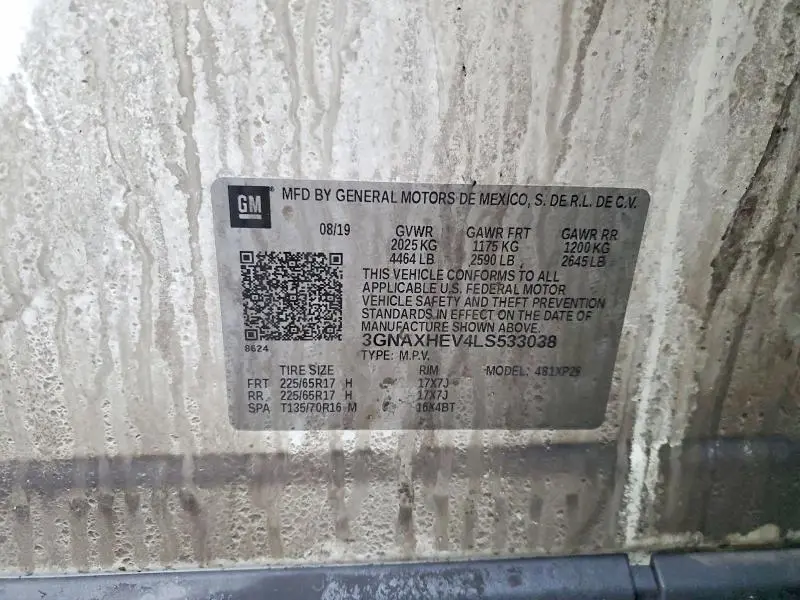 GM® MFD BY GENERAL MOTORS DE MEXICO, S. DE R.L. DE C.V.
08/19 GVWR GAWR FRT GAWR RR
2025 KG 1175 KG 1200 KG
4464 LB 2590 LB 2645 LB
THIS VEHICLE CONFORMS TO ALL
APPLICABLE U.S. FEDERAL MOTOR
VEHICLE SAFETY AND THEFT PREVENTION
STANDARDS IN EFFECT ON THE DATE OF
MANUFACTURE SHOWN ABOVE.
8624 3GNAXHEV4LS533038
TYPE: M.P.V. MODEL: 481XP26
TIRE SIZE RIM
FRT 225/65R17 H 17X7J
RR 225/65R17 H 17X7J
SPA T135/70R16 M 16X4BT